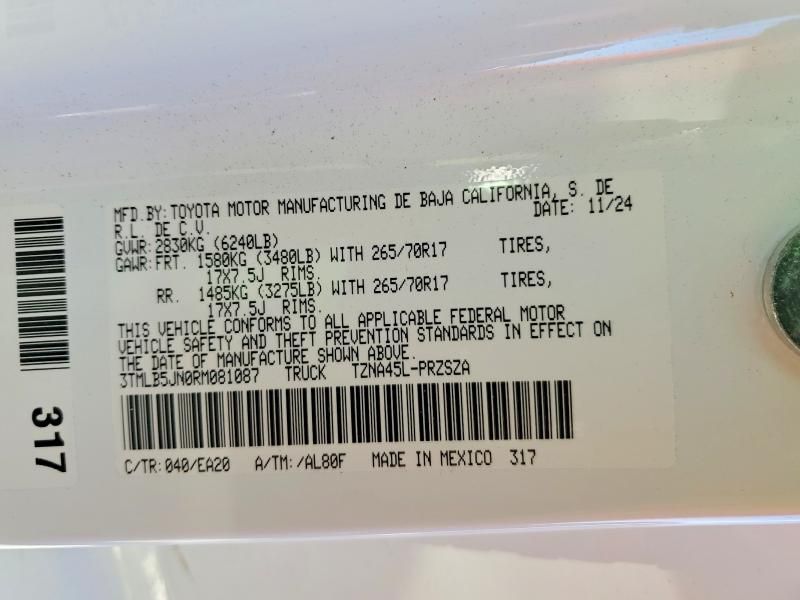 MFD.BY:TOYOTA MOTOR MANUFACTURING DE BAJA CALIFORNIA, S. DE
R.L. DE C.V. DATE: 11/24
GVWR:2830KG (6240LB)
GAWR:FRT. 1580KG (3480LB) WITH 265/70R17 TIRES,
17X7.5J RIMS.
RR. 1485KG (3275LB) WITH 265/70R17 TIRES,
17X7.5J RIMS.
THIS VEHICLE CONFORMS TO ALL APPLICABLE FEDERAL MOTOR
VEHICLE SAFETY AND THEFT PREVENTION STANDARDS IN EFFECT ON
THE DATE OF MANUFACTURE SHOWN ABOVE.
3TMLB5JN0RM081087 TRUCK TZNA45L-PRZSZA
C/TR:040/EA20 A/TM:/AL80F MADE IN MEXICO 317
317